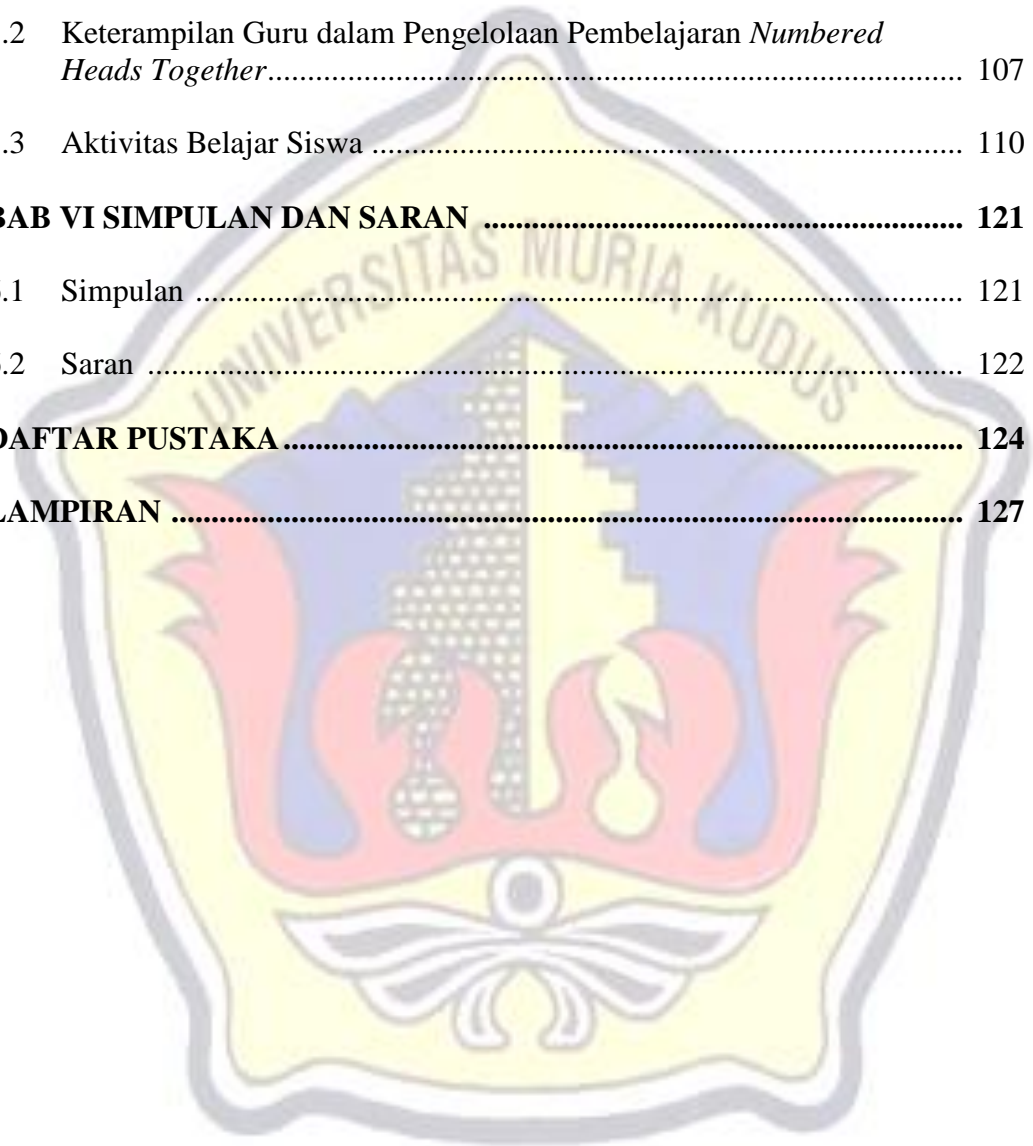 .2 Keterampilan Guru dalam Pengelolaan Pembelajaran Numbered
Heads Together.................................................................................... 107
.3 Aktivitas Belajar Siswa ....................................................................... 110
BAB VI SIMPULAN DAN SARAN ......................................................... 121
.1 Simpulan ............................................................................................ 121
.2 Saran .................................................................................................. 122
DAFTAR PUSTAKA................................................................................ 124
LAMPIRAN .............................................................................................. 127
UNIVERSITAS MURIA KUDUS